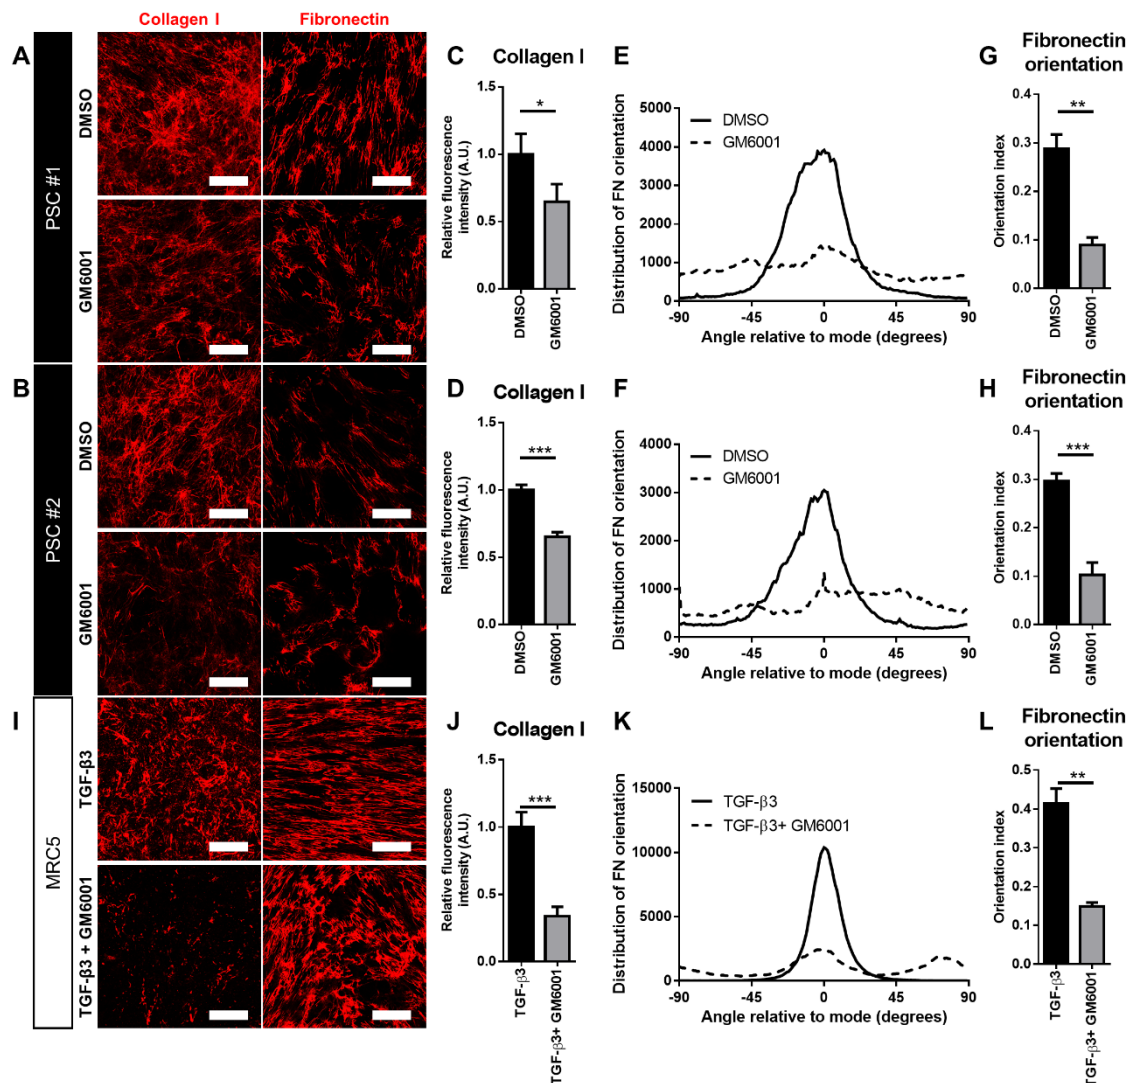 Collagen I Fibronectin
A
PSC #1
DMSO
GM6001
C Collagen I
Relative fluorescence
intensity (A.U.)
1.5
1.0
0.5
0.0
*
DMSO
GM6001
E
Distribution of FN orientation
5000
4000
3000
2000
1000
0
DMSO
GM6001
-90 -45 0 45 90
Angle relative to mode (degrees)
G Fibronectin
orientation
Orientation index
0.4
0.3
0.2
0.1
0.0
**
DMSO
GM6001
B
PSC #2
DMSO
GM6001
D Collagen I
Relative fluorescence
intensity (A.U.)
1.5
1.0
0.5
0.0
***
DMSO
GM6001
F
Distribution of FN orientation
4000
3000
2000
1000
0
DMSO
GM6001
-90 -45 0 45 90
Angle relative to mode (degrees)
H Fibronectin
orientation
Orientation index
0.4
0.3
0.2
0.1
0.0
***
DMSO
GM6001
I
MRC5
TGF-β3
TGF-β3 + GM6001
J Collagen I
Relative fluorescence
intensity (A.U.)
1.5
1.0
0.5
0.0
***
TGF-β3
TGF-β3+ GM6001
K
Distribution of FN orientation
15000
10000
5000
0
TGF-β3
TGF-β3+ GM6001
-90 -45 0 45 90
Angle relative to mode (degrees)
L Fibronectin
orientation
Orientation index
0.5
0.4
0.3
0.2
0.1
0.0
**
TGF-β3
TGF-β3+ GM6001